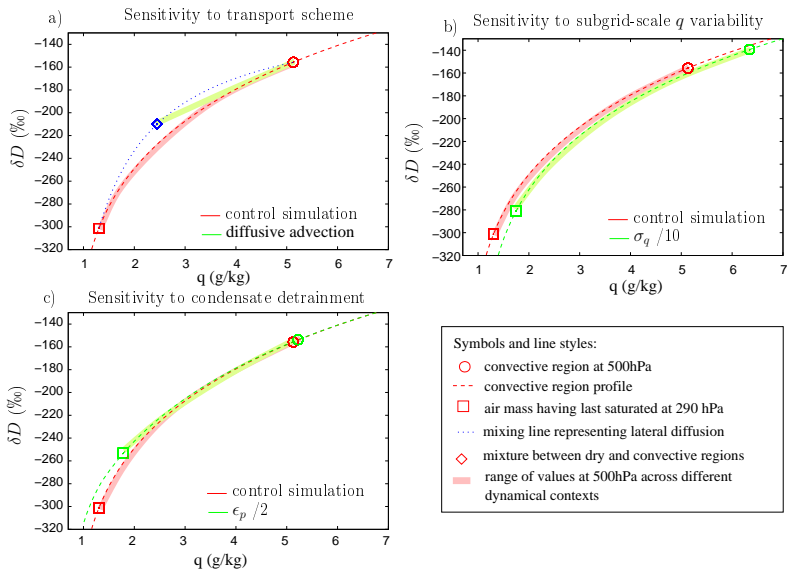 a)
Sensitivity to transport scheme
−140
−160
−180
−200
−220
−240
−260
−280
−300
−320
δD (‰)
control simulation
diffusive advection
1 2 3 4 5 6 7
q (g/kg)
b)
Sensitivity to subgrid-scale q variability
−140
−160
−180
−200
−220
−240
−260
−280
−300
−320
δD (‰)
control simulation
σq /10
1 2 3 4 5 6 7
q (g/kg)
c)
Sensitivity to condensate detrainment
−140
−160
−180
−200
−220
−240
−260
−280
−300
−320
δD (‰)
control simulation
ϵp /2
1 2 3 4 5 6 7
q (g/kg)
Symbols and line styles:
convective region at 500hPa
convective region profile
air mass having last saturated at 290 hPa
mixing line representing lateral diffusion
mixture between dry and convective regions
range of values at 500hPa across different
dynamical contexts